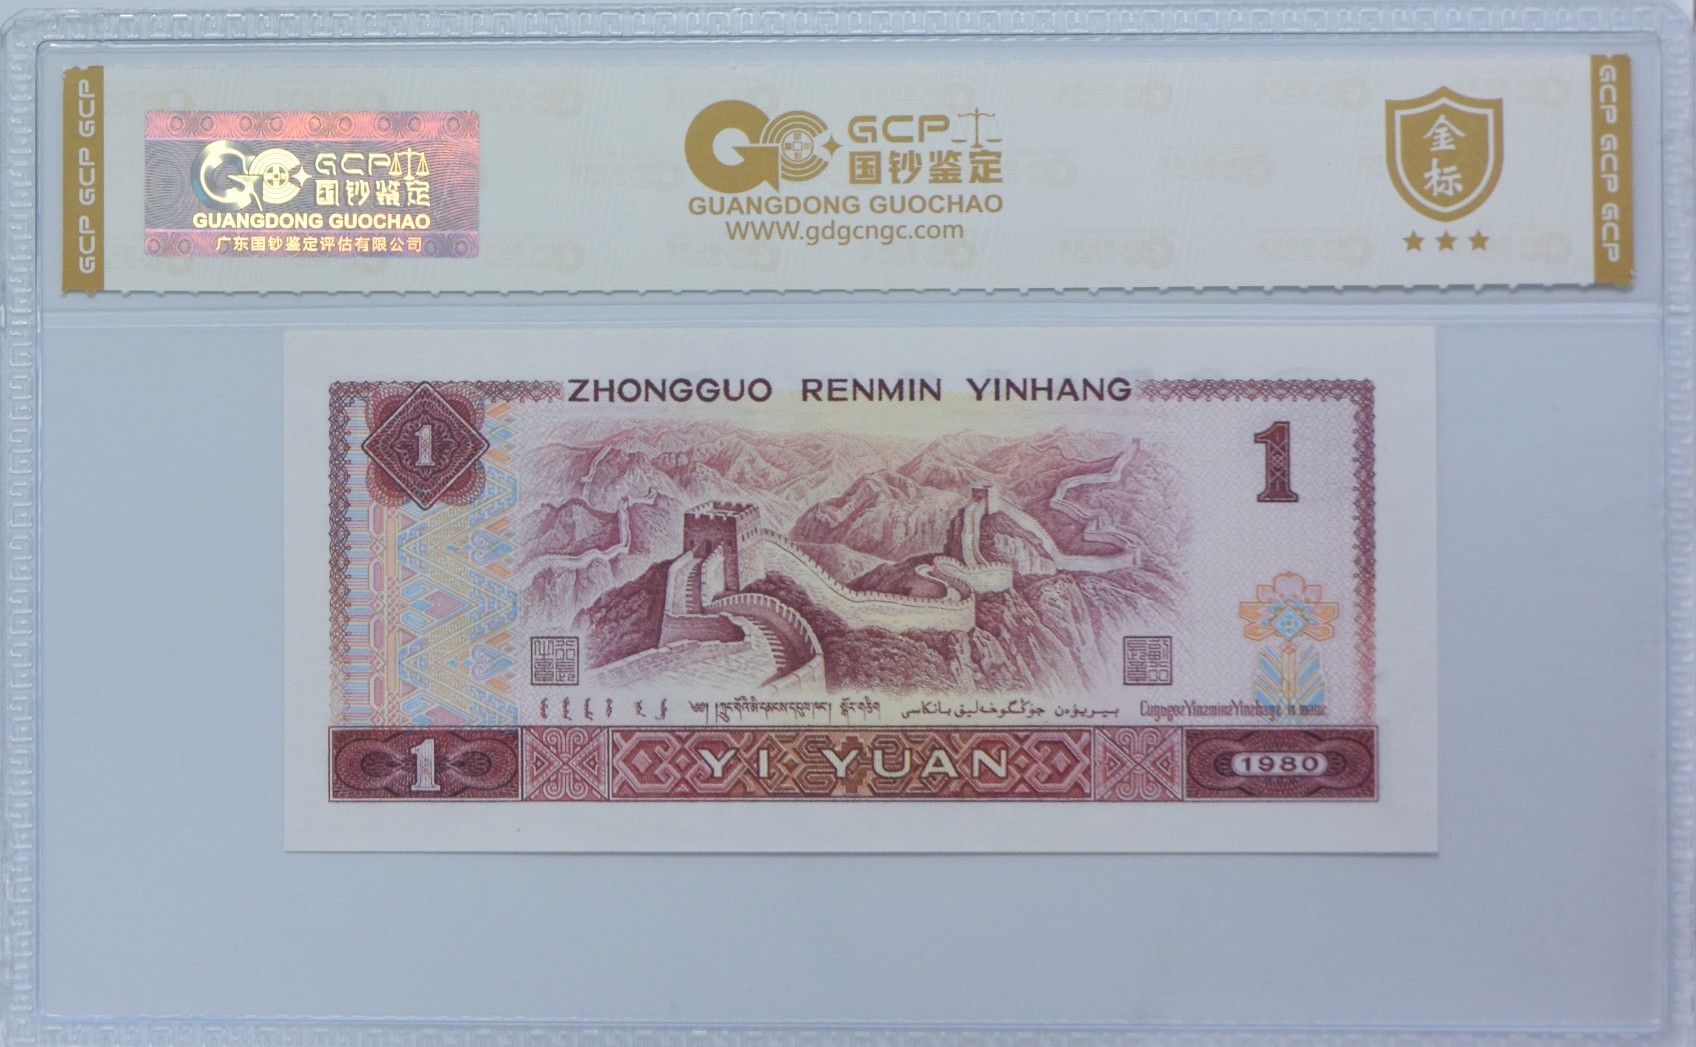 GCP GCP GCP
GCP
国钞鉴定
GUANGDONG GUOCHAO
广东国钞鉴定评估有限公司
GCP
国钞鉴定
GUANGDONG GUOCHAO
www.gdgcngc.com
金标
GCP GCP GCP
ZHONGGUO RENMIN YINHANG
1
1
1
YI YUAN
1980